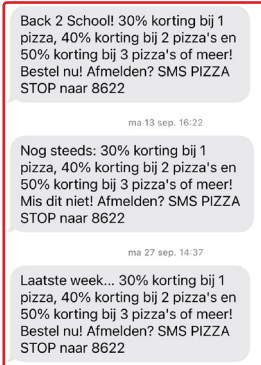 Back 2 School! 30% korting bij 1
pizza, 40% korting bij 2 pizza's en
50% korting bij 3 pizza's of meer!
Bestel nu! Afmelden? SMS PIZZA
STOP naar 8622
ma 13 sep. 16:22
Nog steeds: 30% korting bij 1
pizza, 40% korting bij 2 pizza's en
50% korting bij 3 pizza's of meer!
Mis dit niet! Afmelden? SMS PIZZA
STOP naar 8622
ma 27 sep. 14:37
Laatste week... 30% korting bij 1
pizza, 40% korting bij 2 pizza's en
50% korting bij 3 pizza's of meer!
Bestel nu! Afmelden? SMS PIZZA
STOP naar 8622